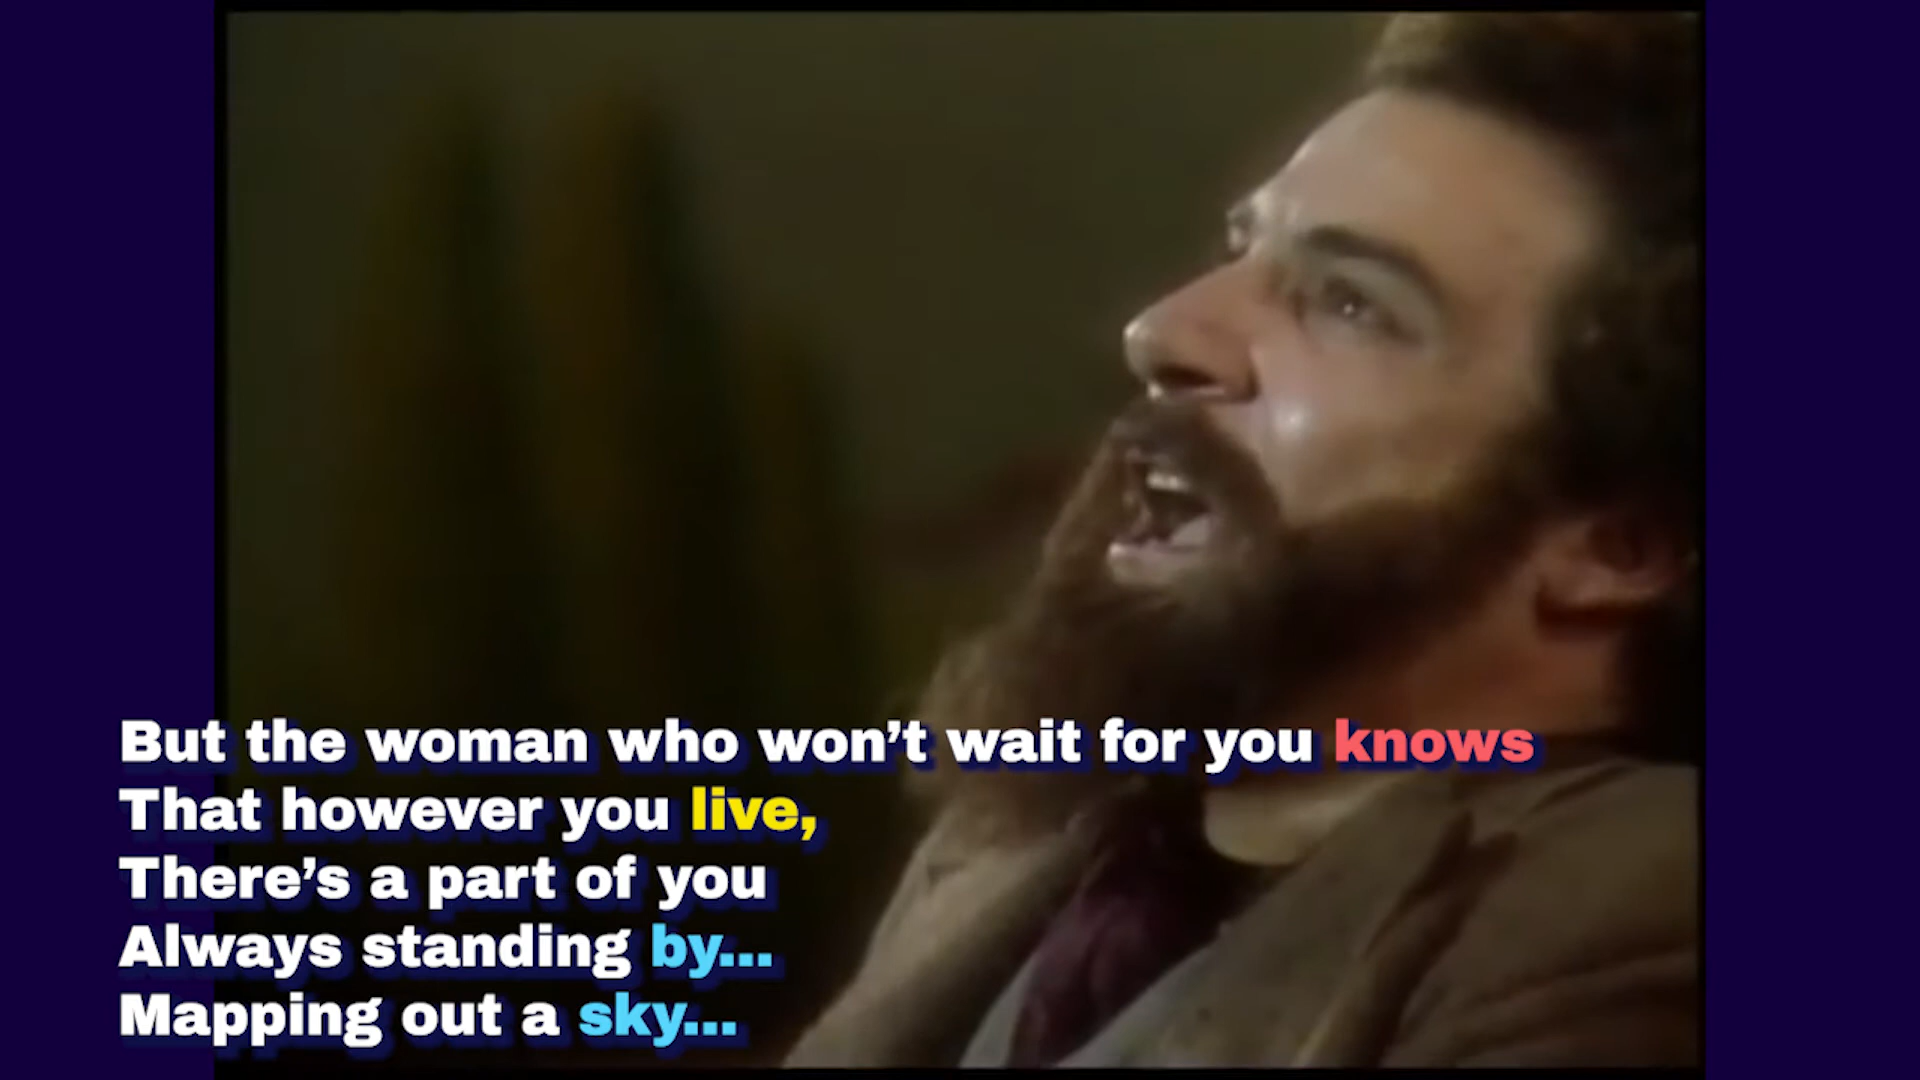 But the woman who won’t wait for you knows
That however you live,
There’s a part of you
Always standing by...
Mapping out a sky...